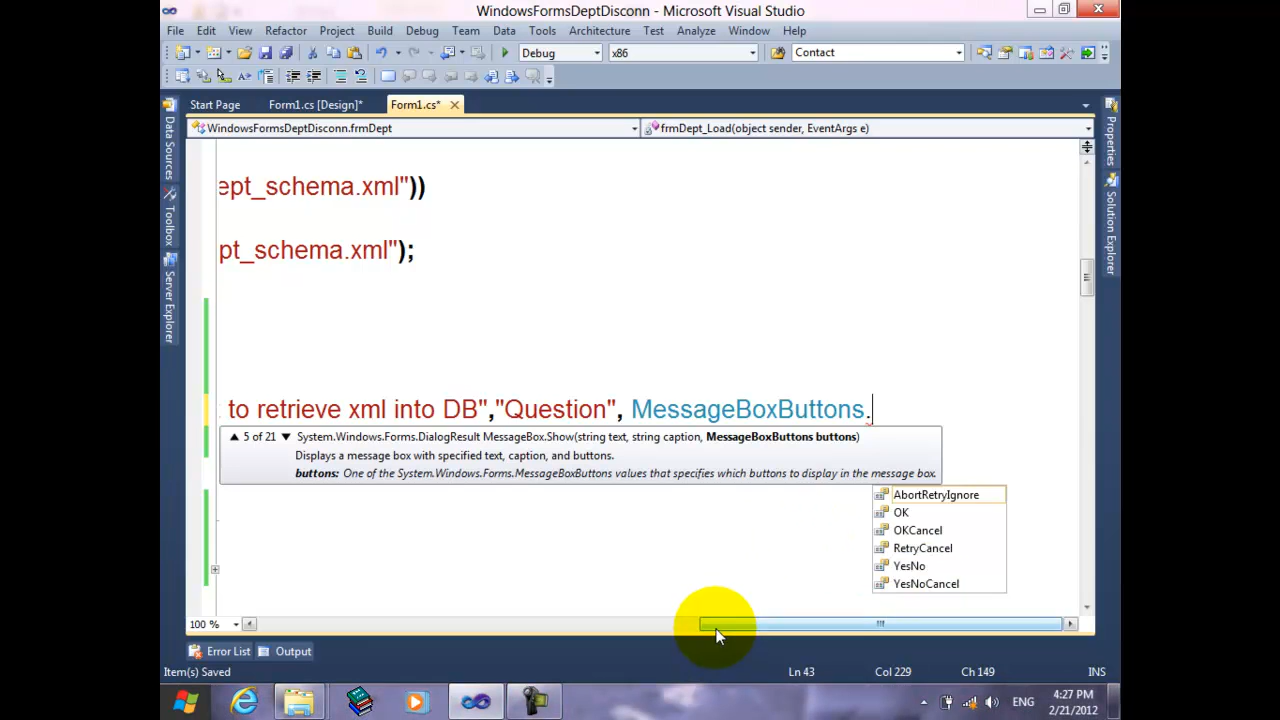 WindowsFormsDeptDisconn - Microsoft Visual Studio
File Edit View Refactor Project Build Debug Team Data Tools Architecture Test Analyze Window Help
Debug x86 Contact
Start Page Form1.cs [Design]* Form1.cs*
WindowsFormsDeptDisconn.frmDept frmDept_Load(object sender, EventArgs e)
Data Sources
Toolbox
Server Explorer
Properties
Solution Explorer
ept_schema.xml"))
pt_schema.xml");
to retrieve xml into DB","Question", MessageBoxButtons.
5 of 21 System.Windows.Forms.DialogResult MessageBox.Show(string text, string caption, MessageBoxButtons buttons)
Displays a message box with specified text, caption, and buttons.
buttons: One of the System.Windows.Forms.MessageBoxButtons values that specifies which buttons to display in the message box.
AbortRetryIgnore
OK
OKCancel
RetryCancel
YesNo
YesNoCancel
100 %
Error List Output
Item(s) Saved Ln 43 Col 229 Ch 149 INS
ENG
4:27 PM
2/21/2012